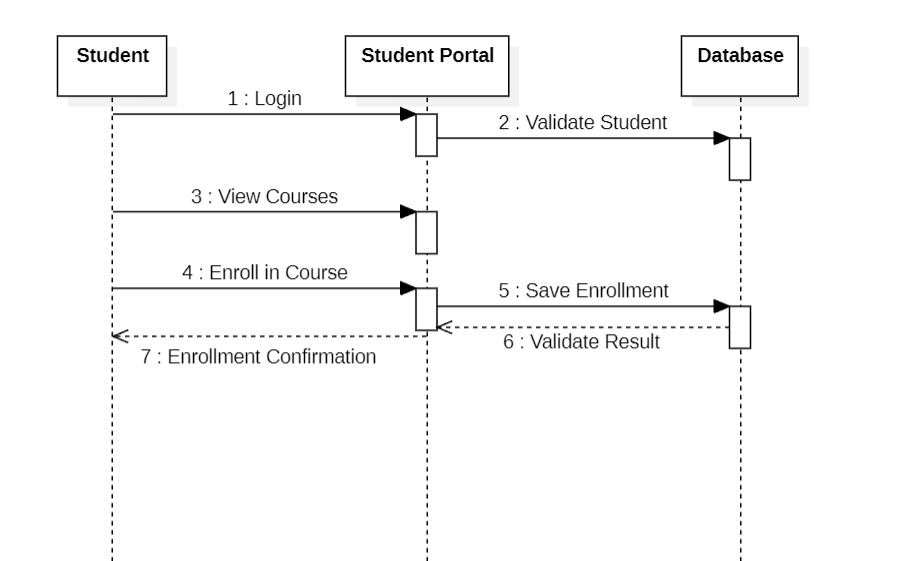 Student
Student Portal
Database
1 : Login
2 : Validate Student
3 : View Courses
4 : Enroll in Course
5 : Save Enrollment
6 : Validate Result
7 : Enrollment Confirmation